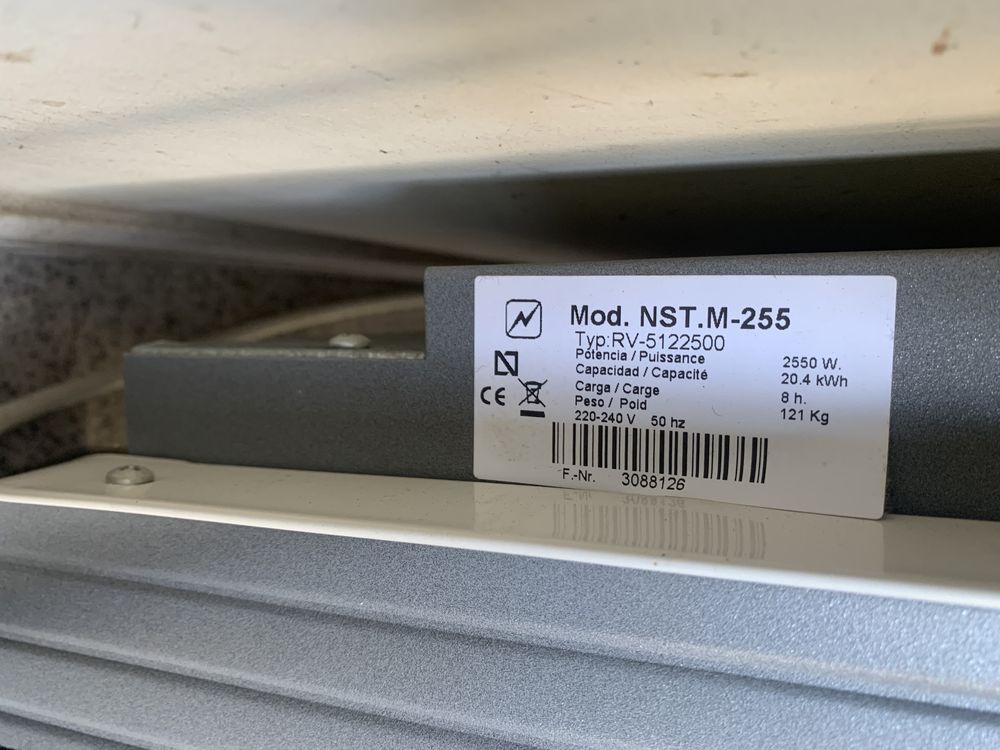 Mod. NST.M-255
Typ:RV-5122500
Potencia / Puissance 2550 W.
Capacidad / Capacité 20.4 kWh
Carga / Carge 8 h.
Peso / Poid 121 Kg
220-240 V 50 hz
CE
F.-Nr. 3088126